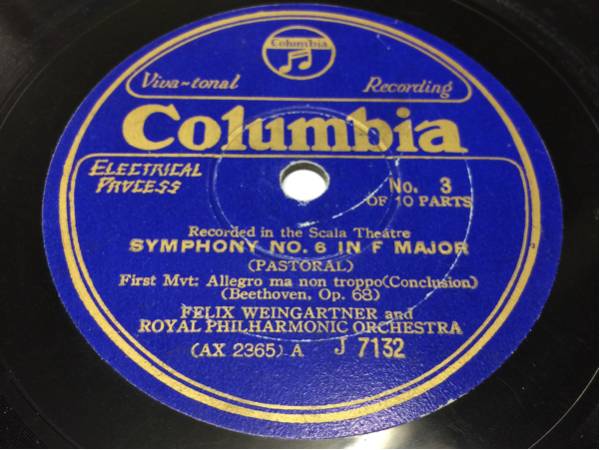 Columbia
Viva-tonal Recording
Columbia
ELECTRICAL PROCESS
No. 3
OF 10 PARTS
Recorded in the Scala Theatre
SYMPHONY NO. 6 IN F MAJOR
(PASTORAL)
First Mvt: Allegro ma non troppo(Conclusion)
(Beethoven, Op. 68)
FELIX WEINGARTNER and
ROYAL PHILHARMONIC ORCHESTRA
(AX 2365) A J 7132